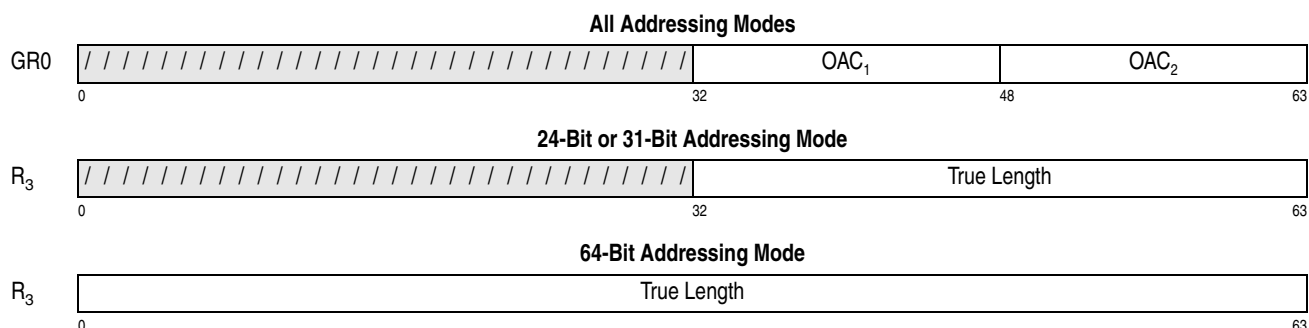 All Addressing Modes
GR0 / / / / / / / / / / / / / / / / / / / / / / / / / / / / / / / / OAC₁ OAC₂
0 32 48 63
24-Bit or 31-Bit Addressing Mode
R₃ / / / / / / / / / / / / / / / / / / / / / / / / / / / / / / / / True Length
0 32 63
64-Bit Addressing Mode
R₃ True Length
0 63